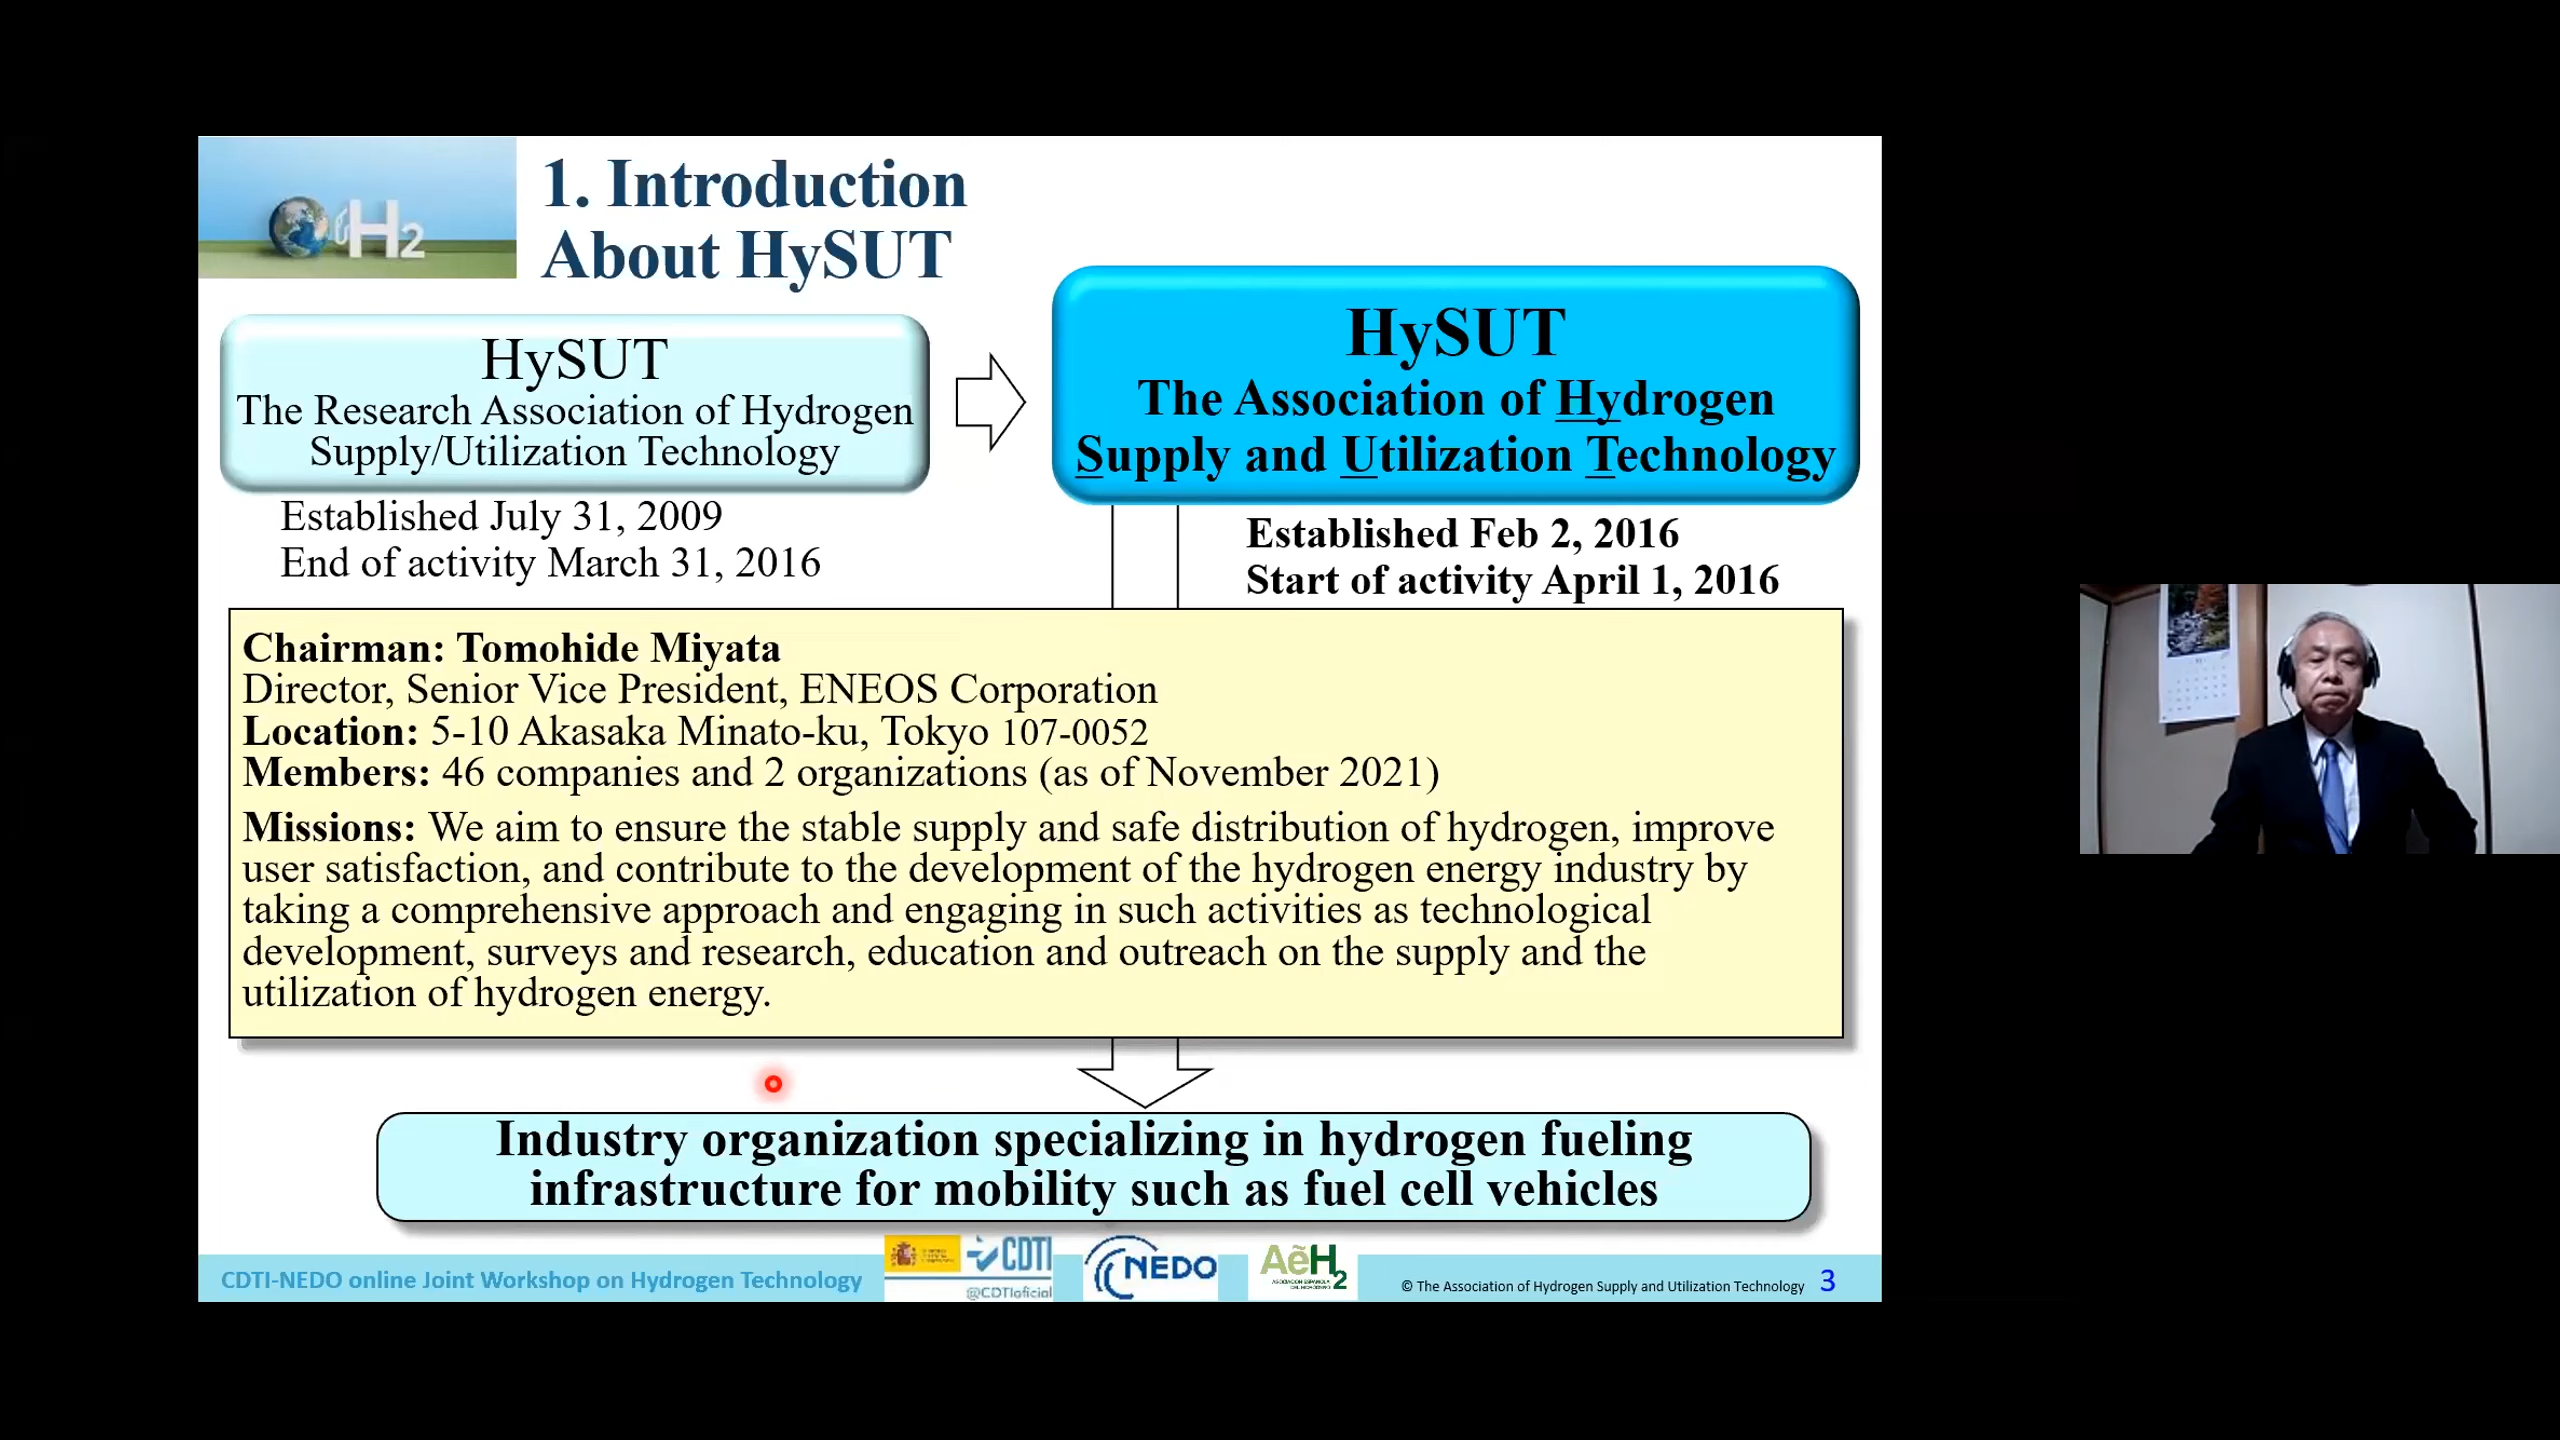 H2
1. Introduction
About HySUT
HySUT
The Research Association of Hydrogen
Supply/Utilization Technology
Established July 31, 2009
End of activity March 31, 2016
HySUT
The Association of Hydrogen
Supply and Utilization Technology
Established Feb 2, 2016
Start of activity April 1, 2016
Chairman: Tomohide Miyata
Director, Senior Vice President, ENEOS Corporation
Location: 5-10 Akasaka Minato-ku, Tokyo 107-0052
Members: 46 companies and 2 organizations (as of November 2021)
Missions: We aim to ensure the stable supply and safe distribution of hydrogen, improve
user satisfaction, and contribute to the development of the hydrogen energy industry by
taking a comprehensive approach and engaging in such activities as technological
development, surveys and research, education and outreach on the supply and the
utilization of hydrogen energy.
Industry organization specializing in hydrogen fueling
infrastructure for mobility such as fuel cell vehicles
CDTI-NEDO online Joint Workshop on Hydrogen Technology
CDTI
@CDTIoficial
NEDO
AeH2
© The Association of Hydrogen Supply and Utilization Technology 3